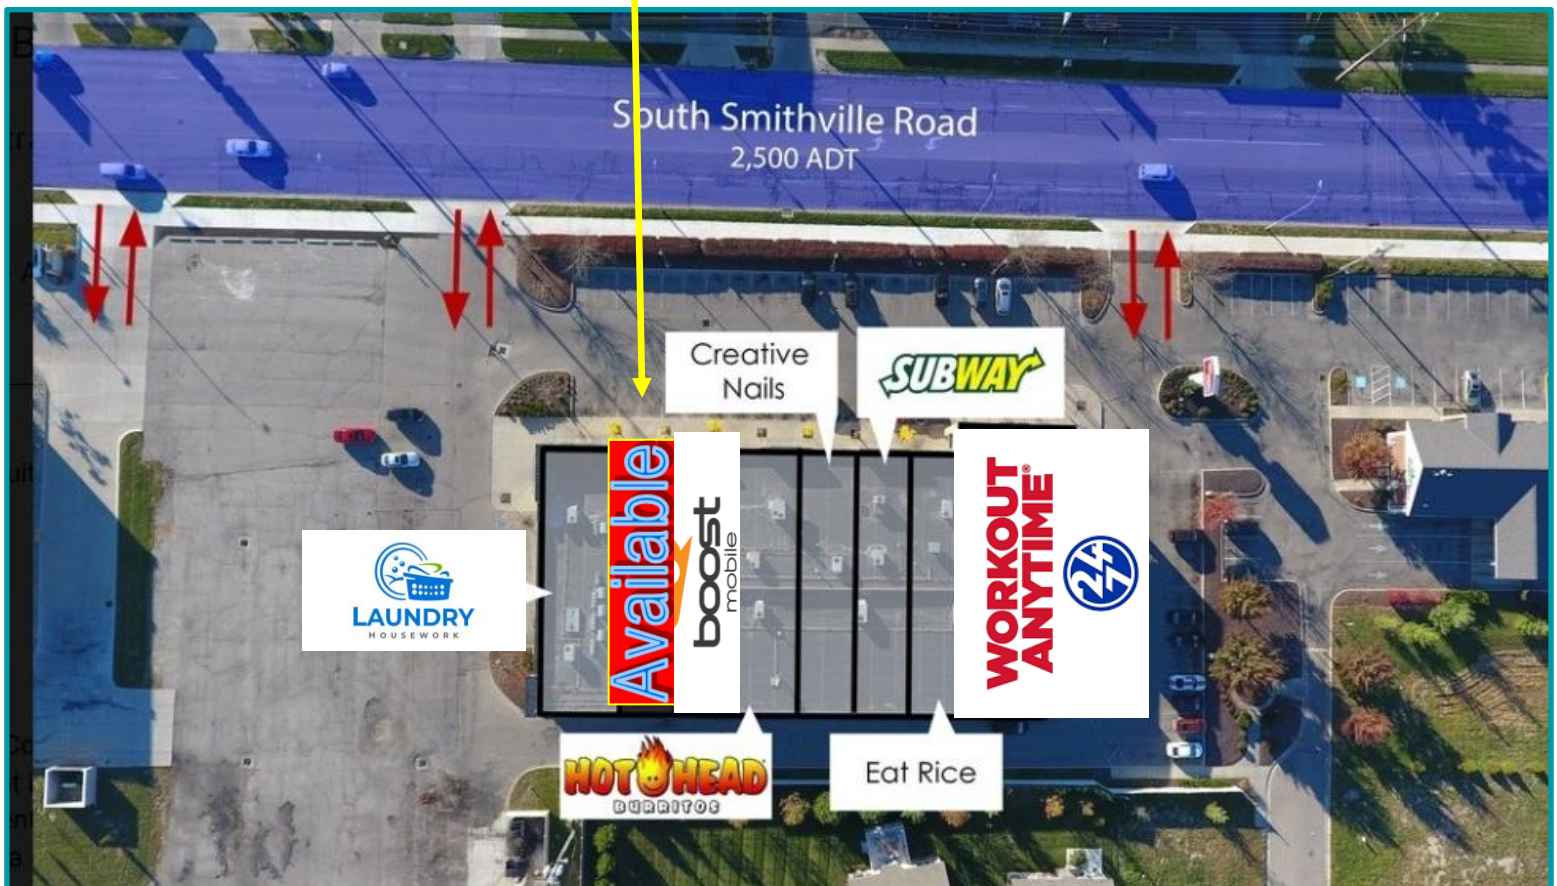 South Smithville Road
2,500 ADT
Creative
Nails
SUBWAY
Available
boost
mobile
WORKOUT
ANYTIME
24
7
LAUNDRY
HOUSEWORK
HOT HEAD
BURRITOS
Eat Rice